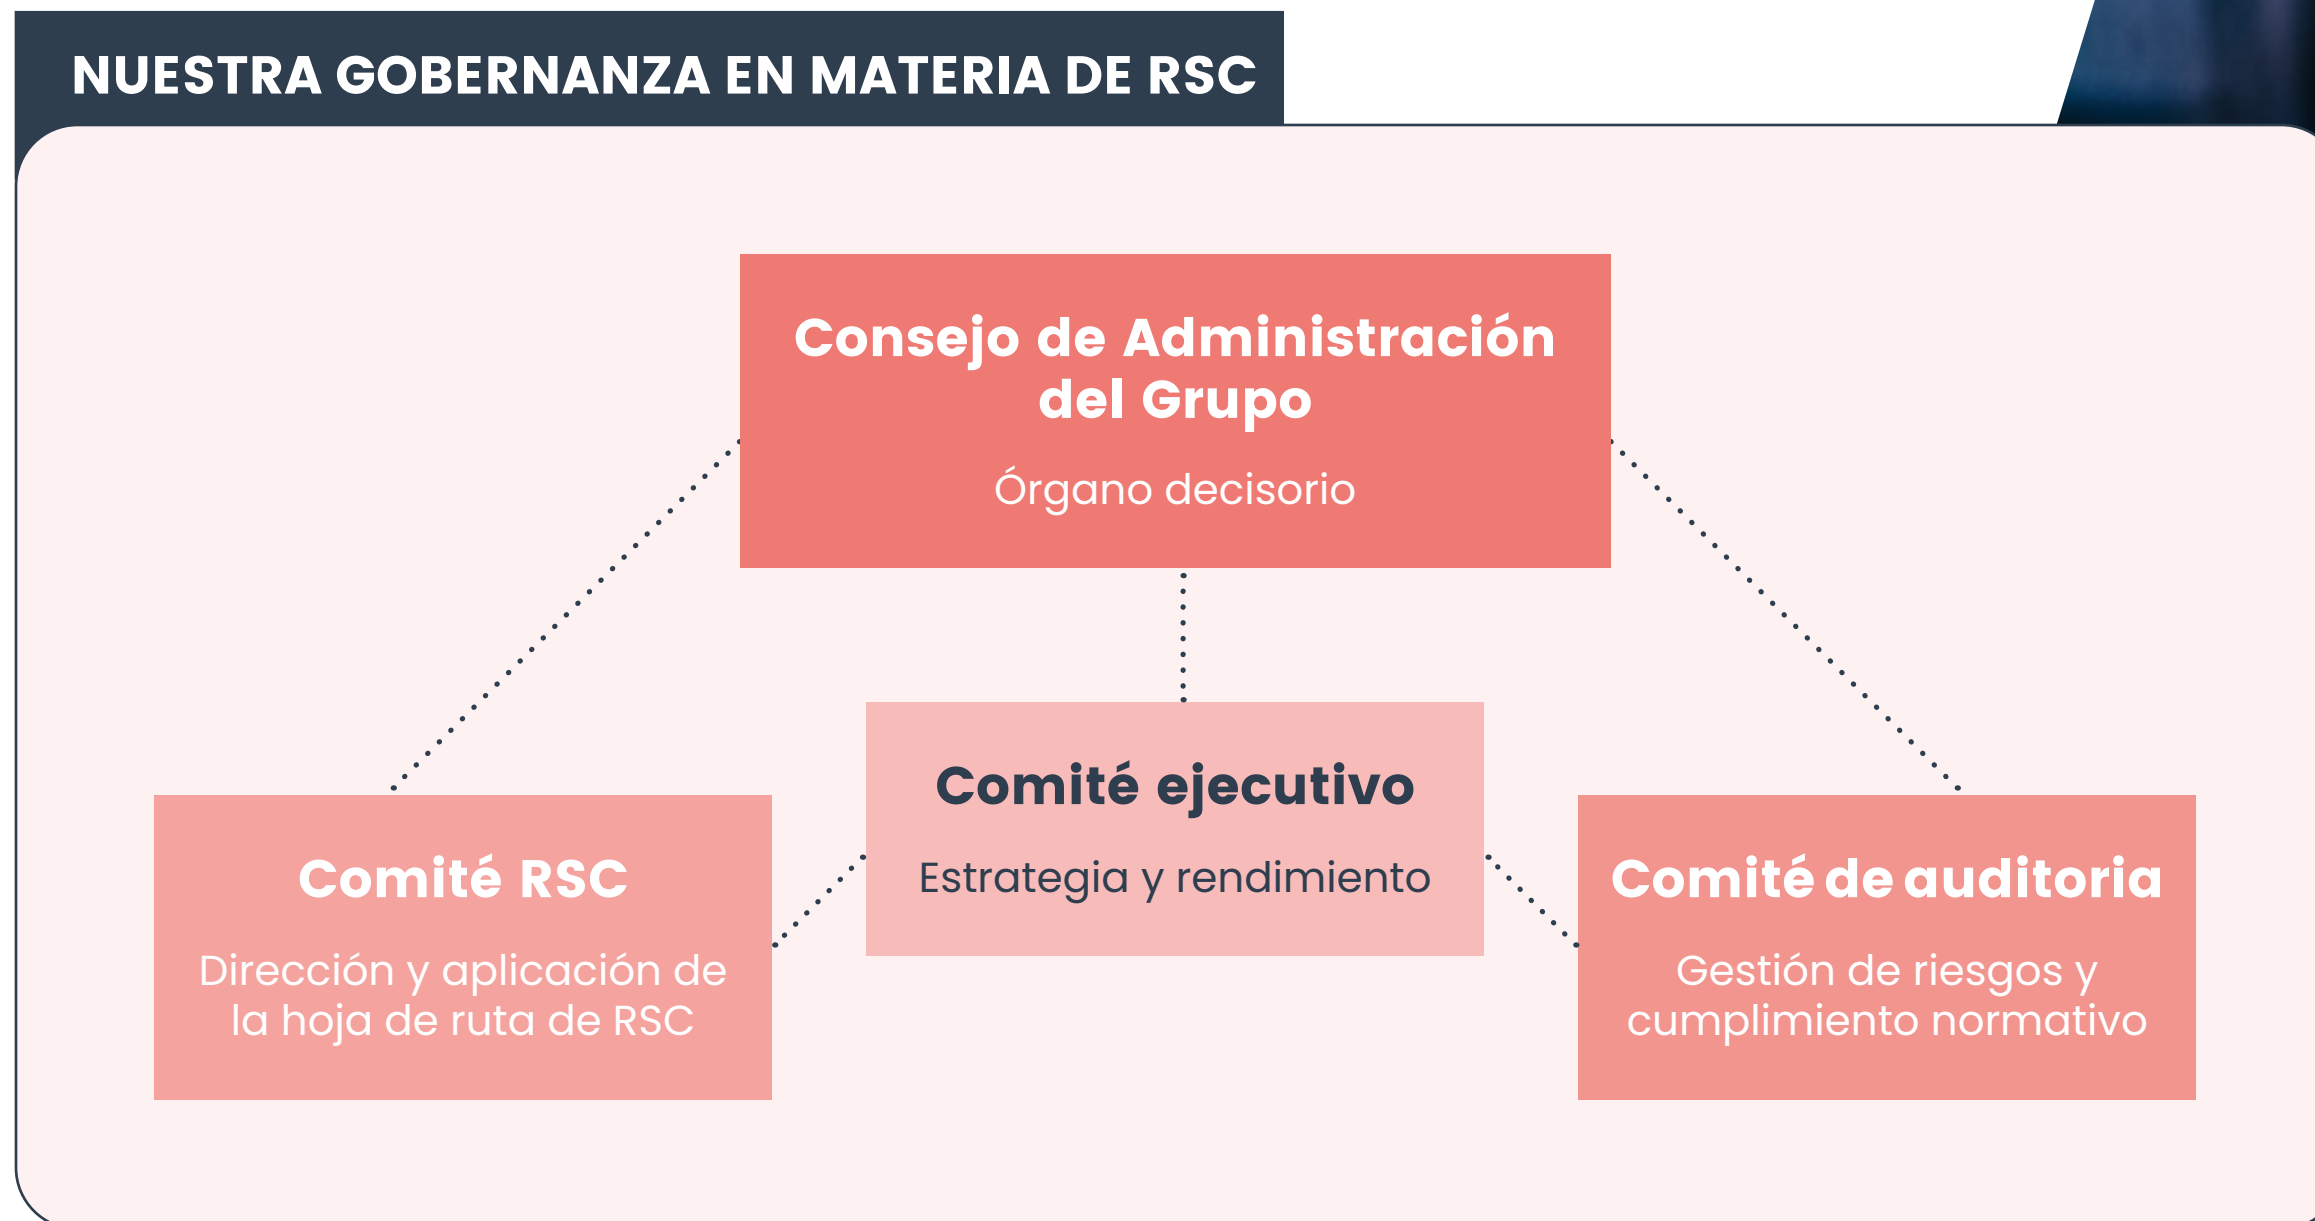 NUESTRA GOBERNANZA EN MATERIA DE RSC
Consejo de Administración
del Grupo
Órgano decisorio
Comité ejecutivo
Estrategia y rendimiento
Comité RSC
Dirección y aplicación de
la hoja de ruta de RSC
Comité de auditoria
Gestión de riesgos y
cumplimiento normativo